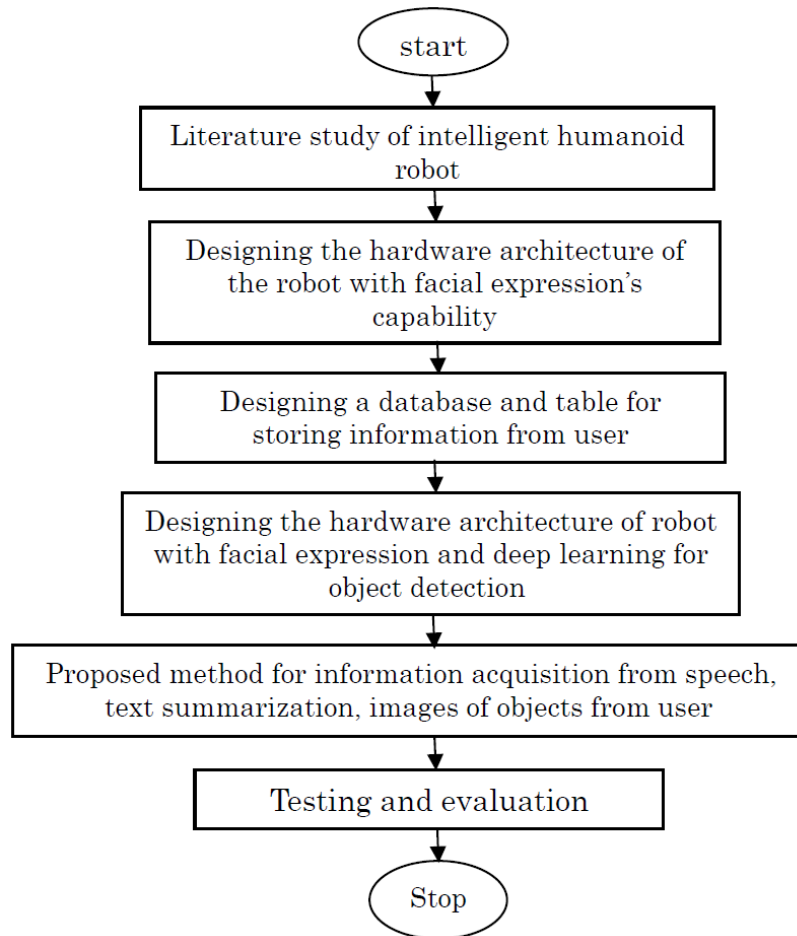 start
Literature study of intelligent humanoid
robot
Designing the hardware architecture of
the robot with facial expression’s
capability
Designing a database and table for
storing information from user
Designing the hardware architecture of robot
with facial expression and deep learning for
object detection
Proposed method for information acquisition from speech,
text summarization, images of objects from user
Testing and evaluation
Stop